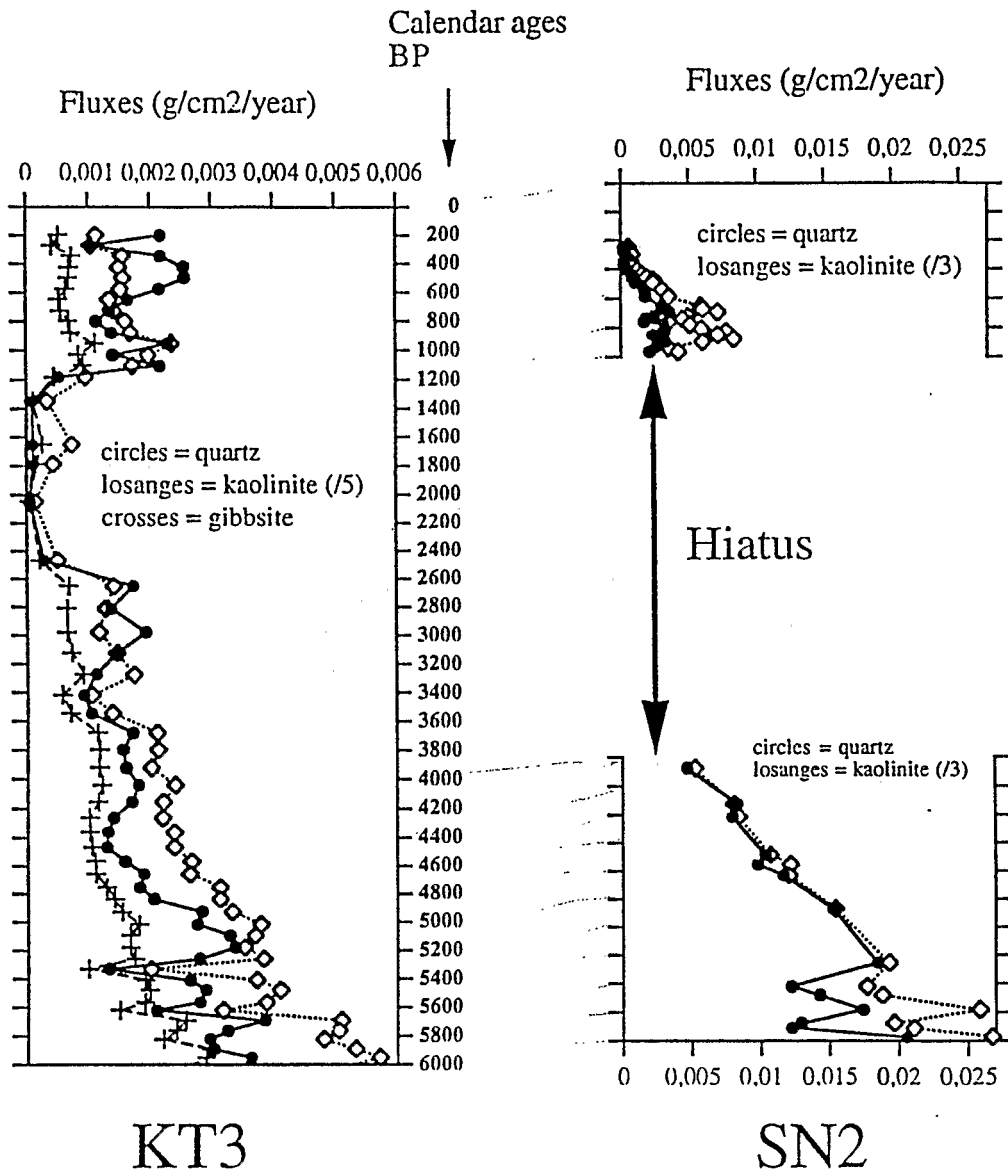 Calendar ages
BP
Fluxes (g/cm2/year)
0 0,001 0,002 0,003 0,004 0,005 0,006
circles = quartz
losanges = kaolinite (/5)
crosses = gibbsite
0
200
400
600
800
1000
1200
1400
1600
1800
2000
2200
2400
2600
2800
3000
3200
3400
3600
3800
4000
4200
4400
4600
4800
5000
5200
5400
5600
5800
6000
KT3
Fluxes (g/cm2/year)
0 0,005 0,01 0,015 0,02 0,025
circles = quartz
losanges = kaolinite (/3)
Hiatus
circles = quartz
losanges = kaolinite (/3)
0 0,005 0,01 0,015 0,02 0,025
SN2